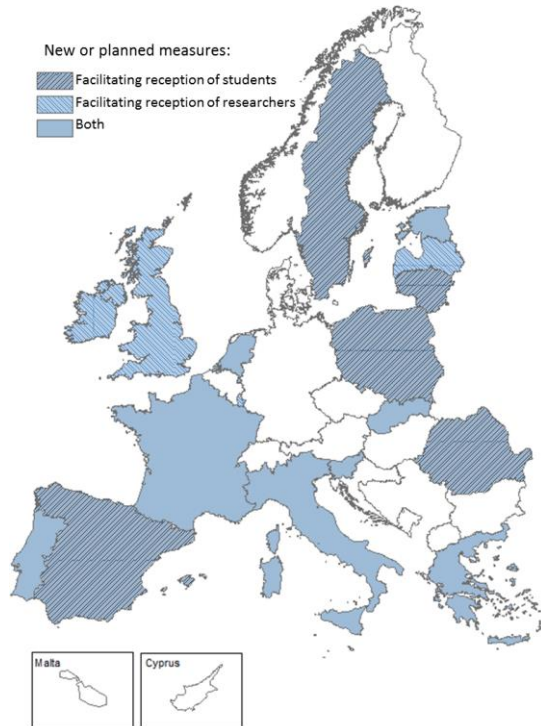 New or planned measures:
Facilitating reception of students
Facilitating reception of researchers
Both
Malta
Cyprus